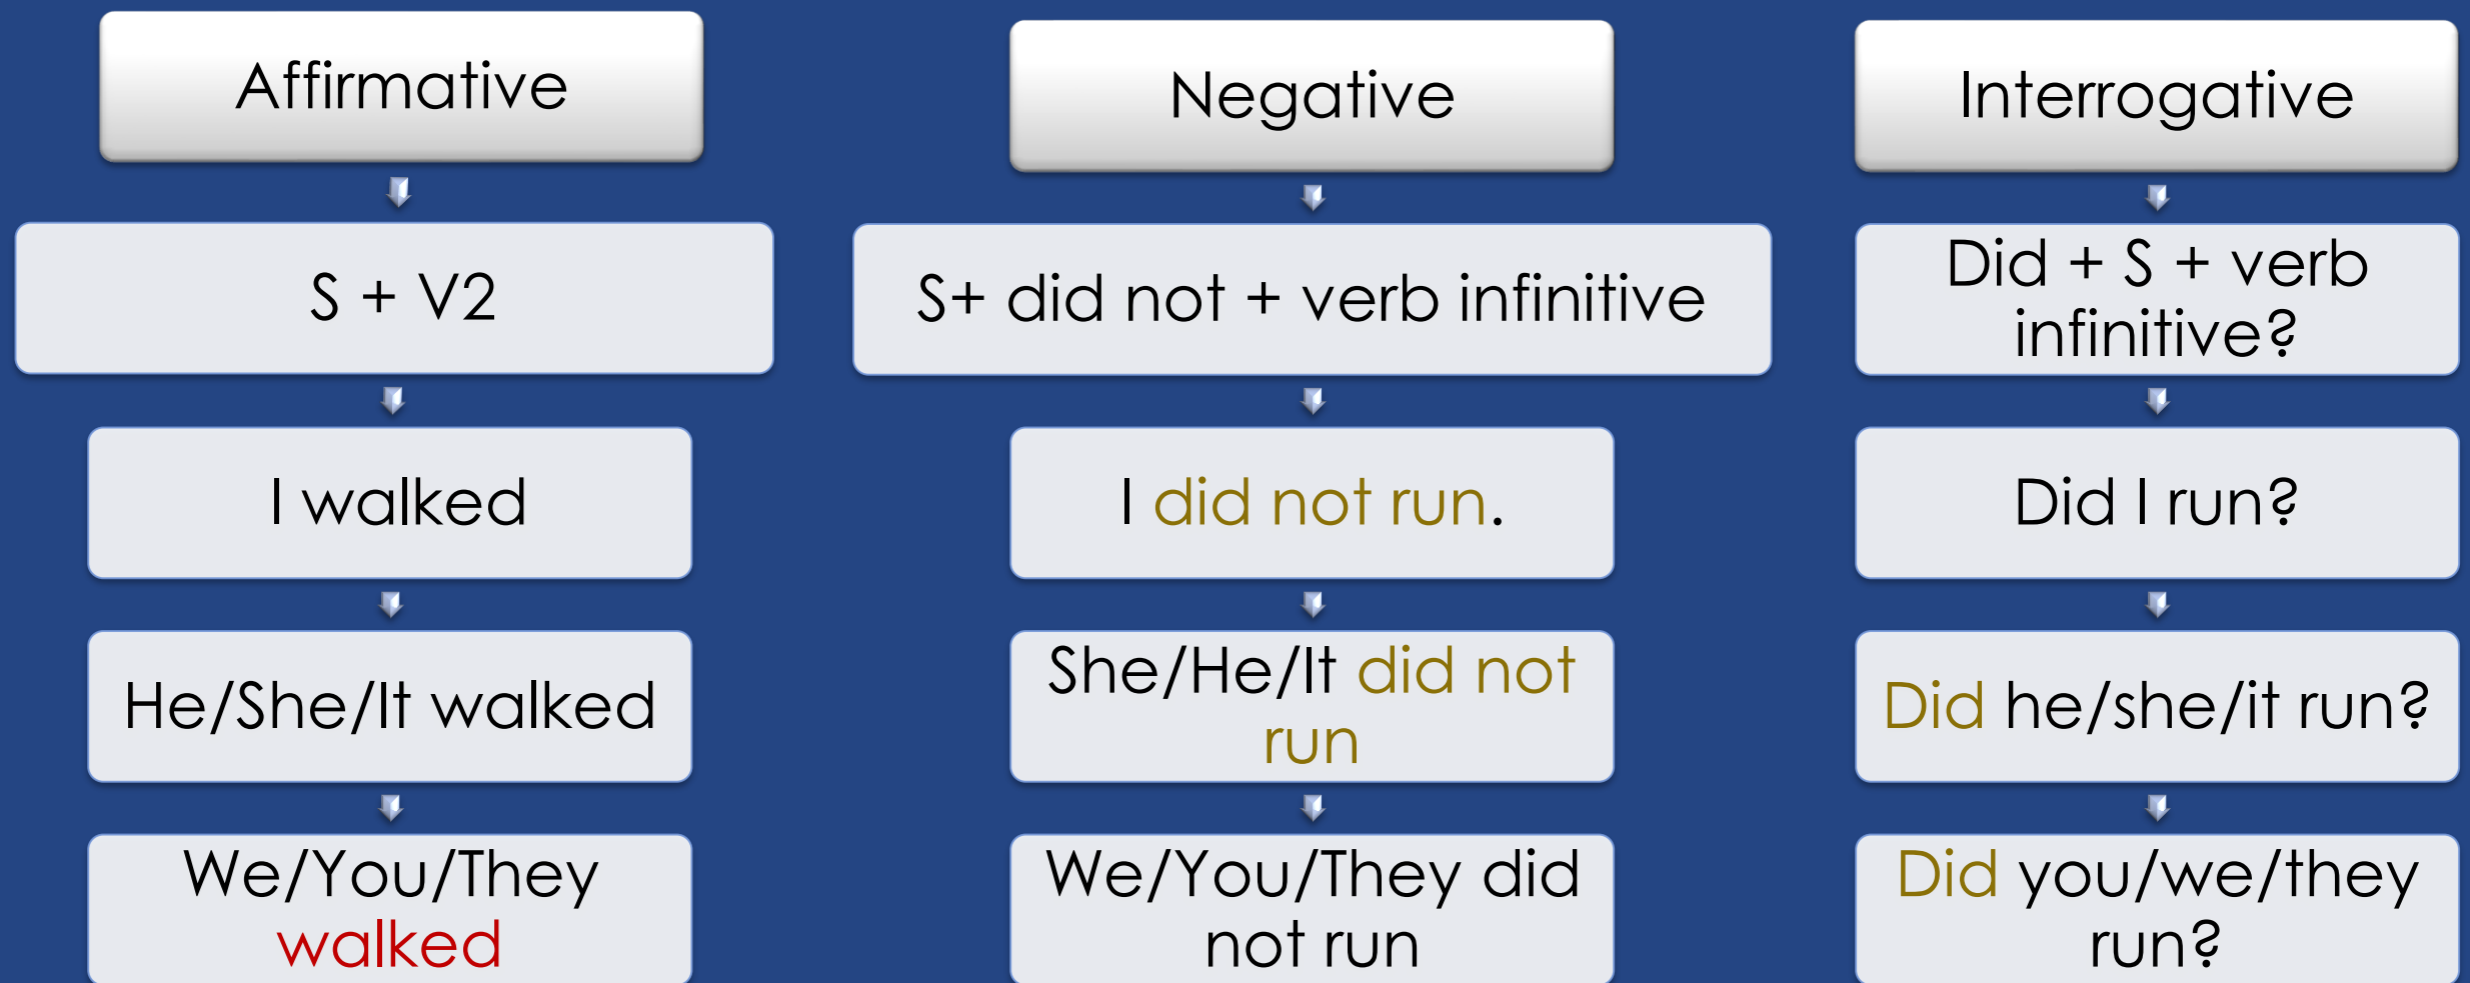 Affirmative
S + V2
I walked
He/She/It walked
We/You/They
walked
Negative
S+ did not + verb infinitive
I did not run.
She/He/It did not
run
We/You/They did
not run
Interrogative
Did + S + verb
infinitive?
Did I run?
Did he/she/it run?
Did you/we/they
run?